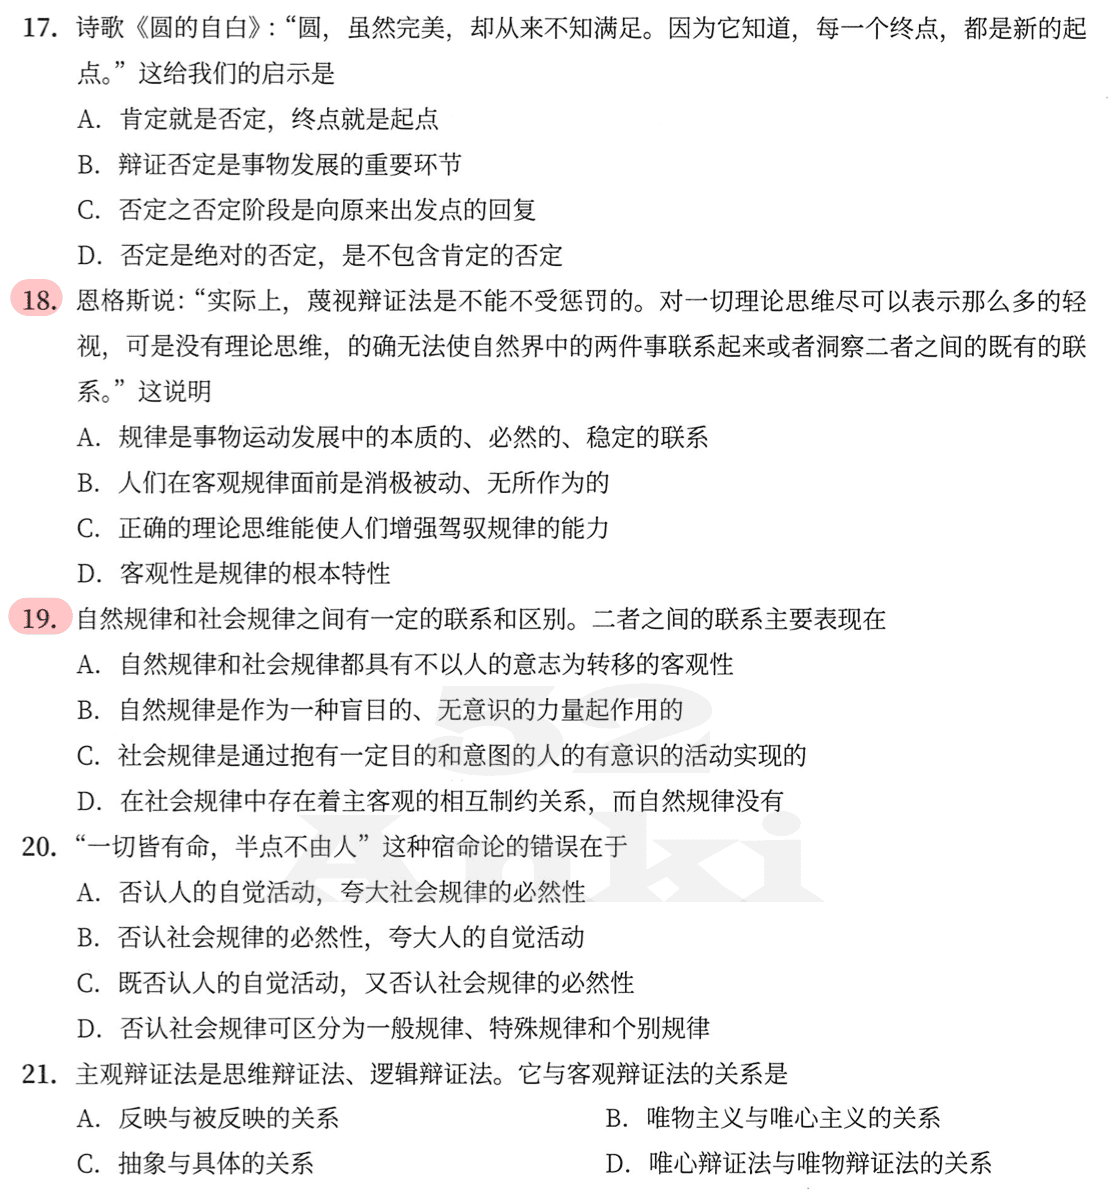 17. 诗歌《圆的自白》：“圆，虽然完美，却从来不知满足。因为它知道，每一个终点，都是新的起
点。”这给我们的启示是
A. 肯定就是否定，终点就是起点
B. 辩证否定是事物发展的重要环节
C. 否定之否定阶段是向原来出发点的回复
D. 否定是绝对的否定，是不包含肯定的否定
18. 恩格斯说：“实际上，蔑视辩证法是不能不受惩罚的。对一切理论思维尽可以表示那么多的轻
视，可是没有理论思维，的确无法使自然界中的两件事联系起来或者洞察二者之间的既有的联
系。”这说明
A. 规律是事物运动发展中的本质的、必然的、稳定的联系
B. 人们在客观规律面前是消极被动、无所作为的
C. 正确的理论思维能使人们增强驾驭规律的能力
D. 客观性是规律的根本特性
19. 自然规律和社会规律之间有一定的联系和区别。二者之间的联系主要表现在
A. 自然规律和社会规律都具有不以人的意志为转移的客观性
B. 自然规律是作为一种盲目的、无意识的力量起作用的
C. 社会规律是通过抱有一定目的和意图的人的有意识的活动实现的
D. 在社会规律中存在着主客观的相互制约关系，而自然规律没有
20. “一切皆有命，半点不由人”这种宿命论的错误在于
A. 否认人的自觉活动，夸大社会规律的必然性
B. 否认社会规律的必然性，夸大人的自觉活动
C. 既否认人的自觉活动，又否认社会规律的必然性
D. 否认社会规律可区分为一般规律、特殊规律和个别规律
21. 主观辩证法是思维辩证法、逻辑辩证法。它与客观辩证法的关系是
A. 反映与被反映的关系
B. 唯物主义与唯心主义的关系
C. 抽象与具体的关系
D. 唯心辩证法与唯物辩证法的关系
52
Anki